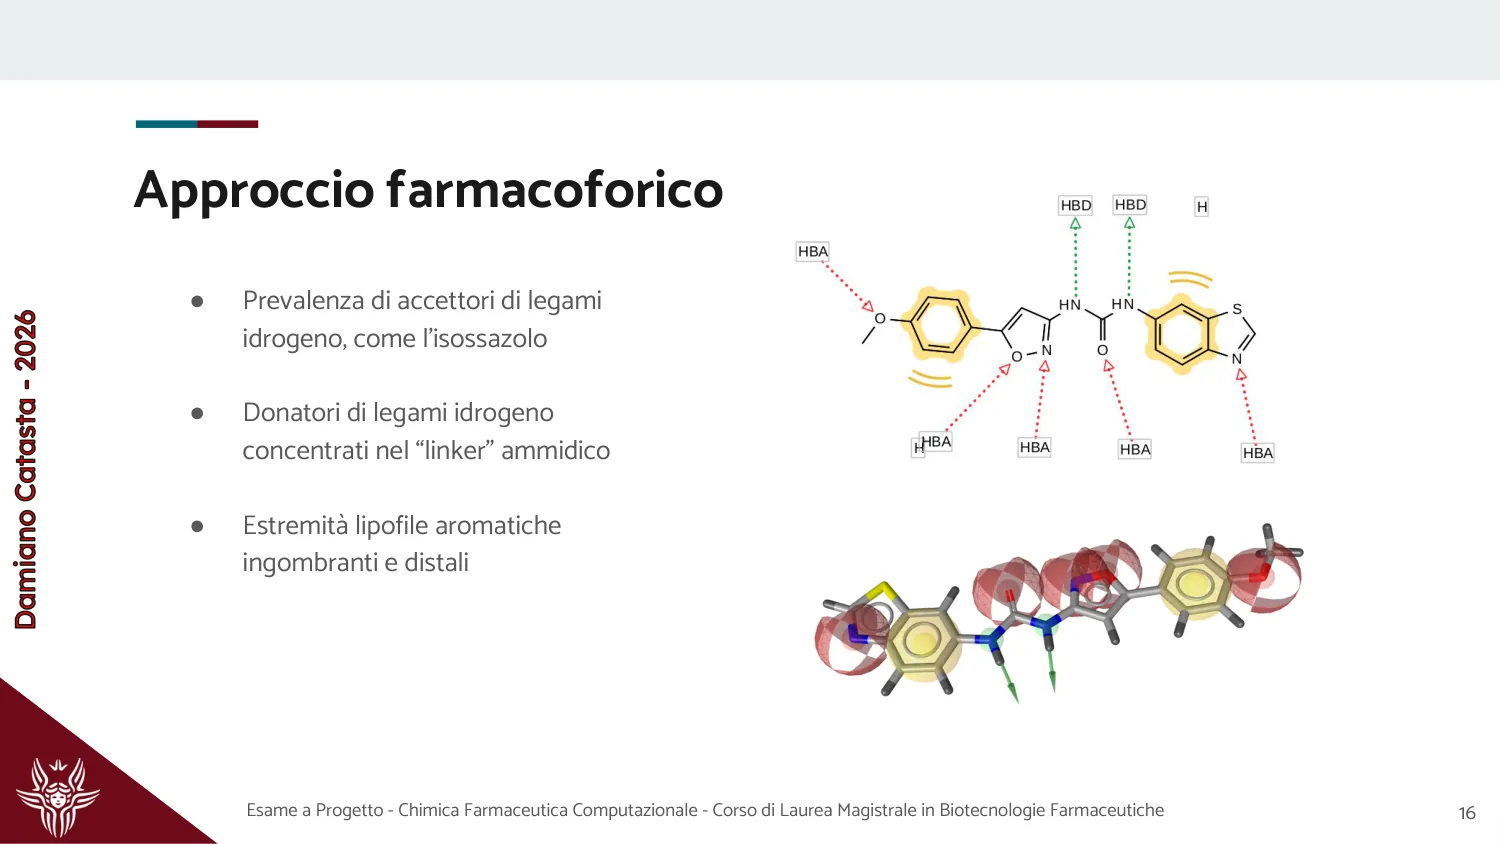 Approccio farmacoforico
● Prevalenza di accettori di legami
idrogeno, come l’isossazolo
● Donatori di legami idrogeno
concentrati nel “linker” ammidico
● Estremità lipofile aromatiche
ingombranti e distali
HBD HBD H
HBA
HN HN S
O
O N O N
H HBA HBA HBA HBA
Damiano Catasta - 2026
Esame a Progetto - Chimica Farmaceutica Computazionale - Corso di Laurea Magistrale in Biotecnologie Farmaceutiche
16